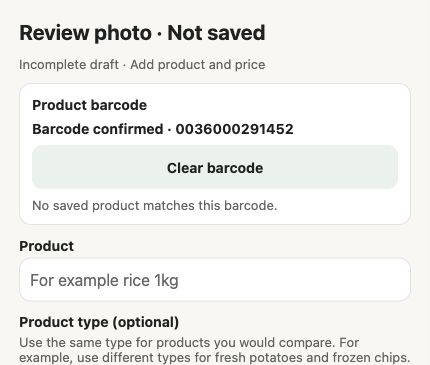 Review photo · Not saved
Incomplete draft · Add product and price
Product barcode
Barcode confirmed · 0036000291452
Clear barcode
No saved product matches this barcode.
Product
For example rice 1kg
Product type (optional)
Use the same type for products you would compare. For
example, use different types for fresh potatoes and frozen chips.